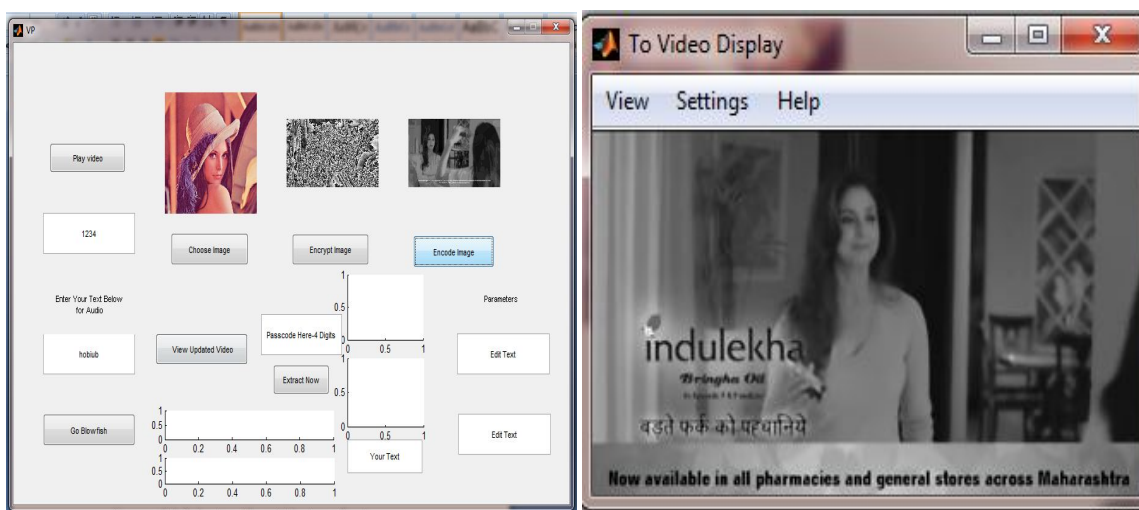 VP
Play video
1234
Choose Image
Encrypt Image
Encode Image
Enter Your Text Below
for Audio
hobiub
View Updated Video
Passcode Here-4 Digits
Extract Now
Parameters
Edit Text
Go Blowfish
Edit Text
Your Text
1
0.5
0
0 0.5 1
1
0.5
0
0 0.5 1
1
0.5
0
0 0.2 0.4 0.6 0.8 1
1
0.5
0
0 0.2 0.4 0.6 0.8 1
To Video Display
View Settings Help
indulekha
Bringha Oil
बड़ते फर्क को पहचानिये
Now available in all pharmacies and general stores across Maharashtra